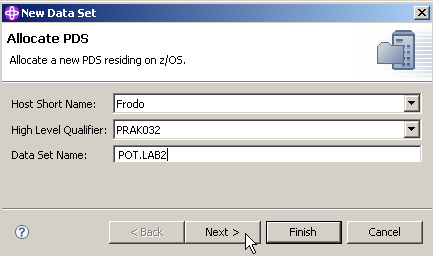 New Data Set
Allocate PDS
Allocate a new PDS residing on z/OS.
Host Short Name: Frodo
High Level Qualifier: PRAK032
Data Set Name: POT.LAB2
? < Back Next > Finish Cancel